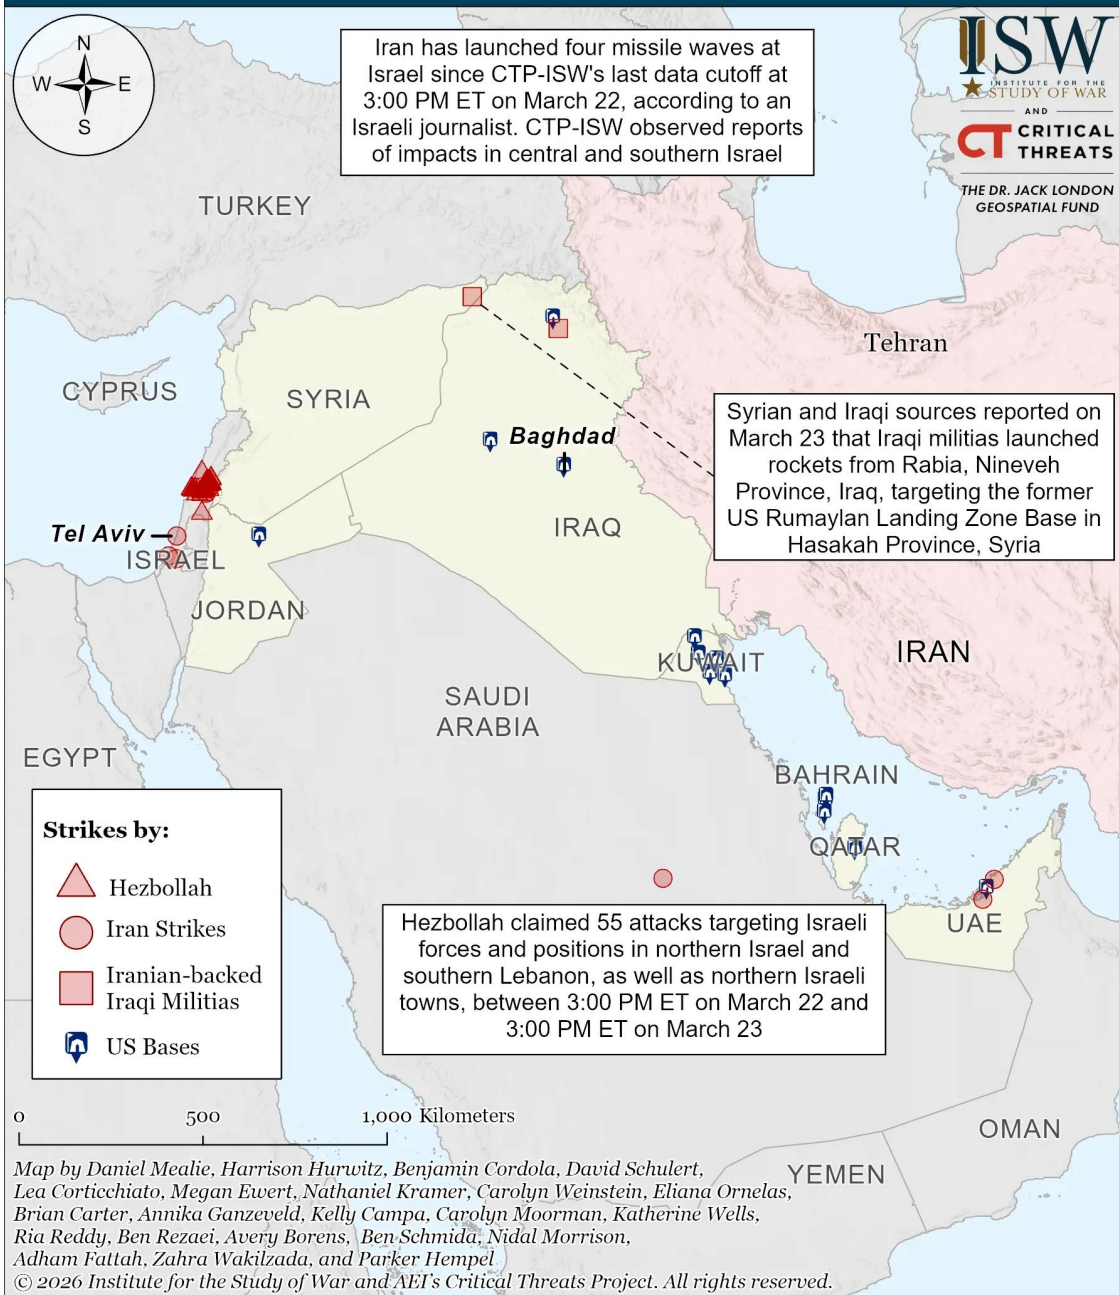 N
W
E
S
Iran has launched four missile waves at
Israel since CTP-ISW's last data cutoff at
3:00 PM ET on March 22, according to an
Israeli journalist. CTP-ISW observed reports
of impacts in central and southern Israel
ISW
INSTITUTE FOR THE
STUDY OF WAR
AND
CT CRITICAL
THREATS
THE DR. JACK LONDON
GEOSPATIAL FUND
TURKEY
Tehran
CYPRUS
SYRIA
Syrian and Iraqi sources reported on
March 23 that Iraqi militias launched
rockets from Rabia, Nineveh
Province, Iraq, targeting the former
US Rumaylan Landing Zone Base in
Hasakah Province, Syria
Baghdad
IRAQ
Tel Aviv
ISRAEL
JORDAN
IRAN
KUWAIT
SAUDI
ARABIA
EGYPT
BAHRAIN
QATAR
UAE
Strikes by:
Hezbollah
Iran Strikes
Iranian-backed
Iraqi Militias
US Bases
Hezbollah claimed 55 attacks targeting Israeli
forces and positions in northern Israel and
southern Lebanon, as well as northern Israeli
towns, between 3:00 PM ET on March 22 and
3:00 PM ET on March 23
0 500 1,000 Kilometers
OMAN
YEMEN
Map by Daniel Mealie, Harrison Hurwitz, Benjamin Cordola, David Schulert,
Lea Corticchiato, Megan Ewert, Nathaniel Kramer, Carolyn Weinstein, Eliana Ornelas,
Brian Carter, Annika Ganzeveld, Kelly Campa, Carolyn Moorman, Katherine Wells,
Ria Reddy, Ben Rezaei, Avery Borens, Ben Schmida, Nidal Morrison,
Adham Fattah, Zahra Wakilzada, and Parker Hempel
© 2026 Institute for the Study of War and AEI's Critical Threats Project. All rights reserved.